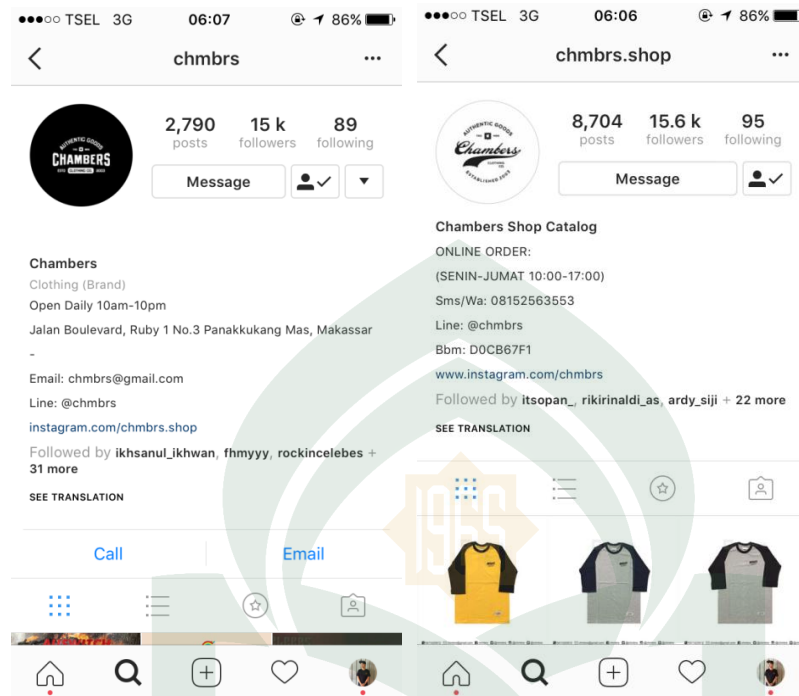 TSEL 3G 06:07 86%
chmbrs
AUTHENTIC GOODS
CHAMBERS
2,790 15 k 89
posts followers following
Message
Chambers
Clothing (Brand)
Open Daily 10am-10pm
Jalan Boulevard, Ruby 1 No.3 Panakkukang Mas, Makassar
-
Email: chmbrs@gmail.com
Line: @chmbrs
instagram.com/chmbrs.shop
Followed by ikhsanul_ikhwan, fhmyyy, rockincelebes +
31 more
SEE TRANSLATION
Call Email
TSEL 3G 06:06 86%
chmbrs.shop
AUTHENTIC GOODS
Chambers
CLOTHING CO
ESTABLISHED 2003
8,704 15.6 k 95
posts followers following
Message
Chambers Shop Catalog
ONLINE ORDER:
(SENIN-JUMAT 10:00-17:00)
Sms/Wa: 08152563553
Line: @chmbrs
Bbm: D0CB67F1
www.instagram.com/chmbrs
Followed by itsopan_, rikirinaldi_as, ardy_siji + 22 more
SEE TRANSLATION
1965